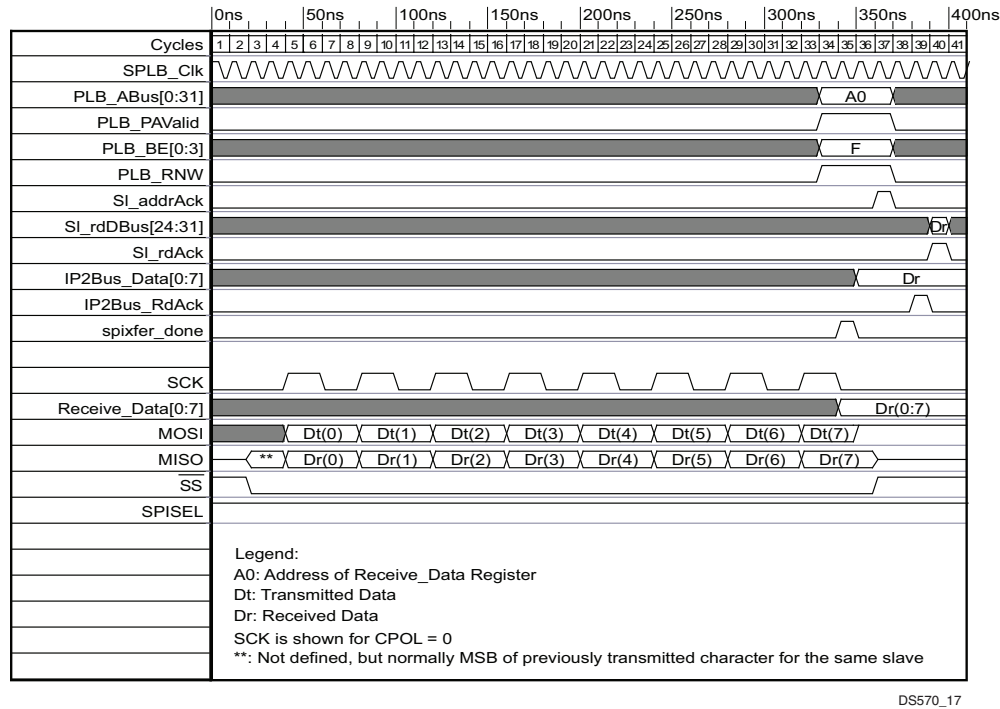 0ns 50ns 100ns 150ns 200ns 250ns 300ns 350ns 400ns
Cycles 1 2 3 4 5 6 7 8 9 10 11 12 13 14 15 16 17 18 19 20 21 22 23 24 25 26 27 28 29 30 31 32 33 34 35 36 37 38 39 40 41
SPLB_Clk
PLB_ABus[0:31] A0
PLB_PAValid
PLB_BE[0:3] F
PLB_RNW
Sl_addrAck
Sl_rdDBus[24:31] Dr
Sl_rdAck
IP2Bus_Data[0:7] Dr
IP2Bus_RdAck
spixfer_done
SCK
Receive_Data[0:7] Dr(0:7)
MOSI Dt(0) Dt(1) Dt(2) Dt(3) Dt(4) Dt(5) Dt(6) Dt(7)
MISO ** Dr(0) Dr(1) Dr(2) Dr(3) Dr(4) Dr(5) Dr(6) Dr(7)
SS
SPISEL
Legend:
A0: Address of Receive_Data Register
Dt: Transmitted Data
Dr: Received Data
SCK is shown for CPOL = 0
**: Not defined, but normally MSB of previously transmitted character for the same slave
DS570_17